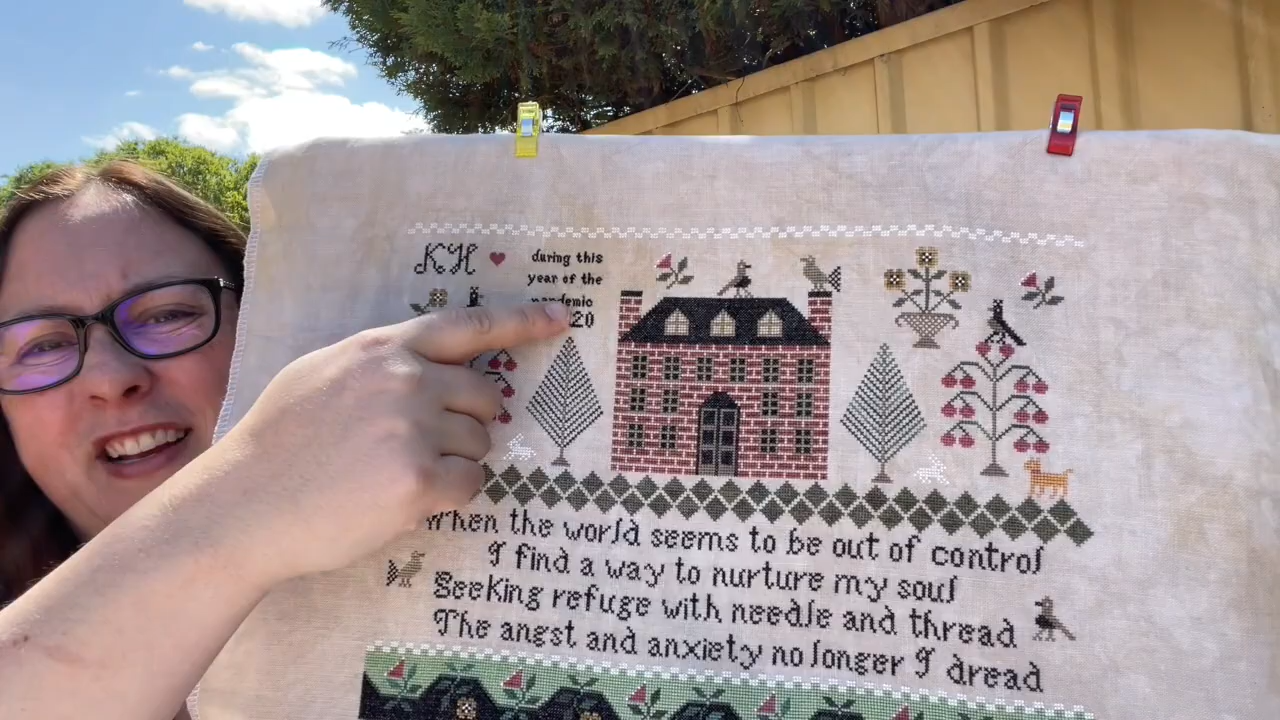 KH
during this
year of the
pandemic
20
When the world seems to be out of control
I find a way to nurture my soul
Seeking refuge with needle and thread
The angst and anxiety no longer I dread